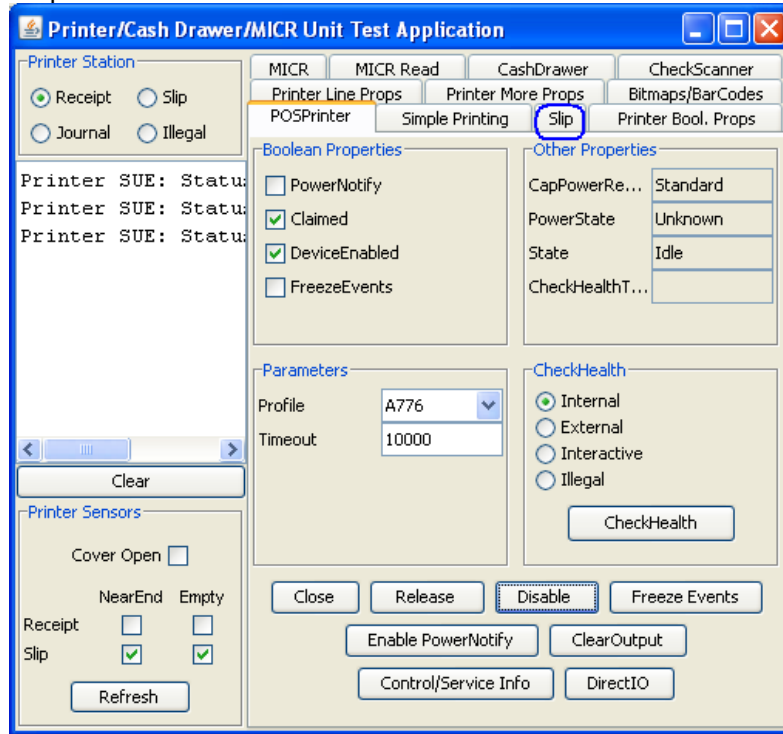 Printer/Cash Drawer/MICR Unit Test Application
Printer Station
Receipt Slip
Journal Illegal
Printer SUE: Statu
Printer SUE: Statu
Printer SUE: Statu
Clear
Printer Sensors
Cover Open
NearEnd Empty
Receipt
Slip
Refresh
MICR MICR Read CashDrawer CheckScanner
Printer Line Props Printer More Props Bitmaps/BarCodes
POSPrinter Simple Printing Slip Printer Bool. Props
Boolean Properties
PowerNotify
Claimed
DeviceEnabled
FreezeEvents
Other Properties
CapPowerRe... Standard
PowerState Unknown
State Idle
CheckHealthT...
Parameters
Profile A776
Timeout 10000
CheckHealth
Internal
External
Interactive
Illegal
CheckHealth
Close Release Disable Freeze Events
Enable PowerNotify ClearOutput
Control/Service Info DirectIO